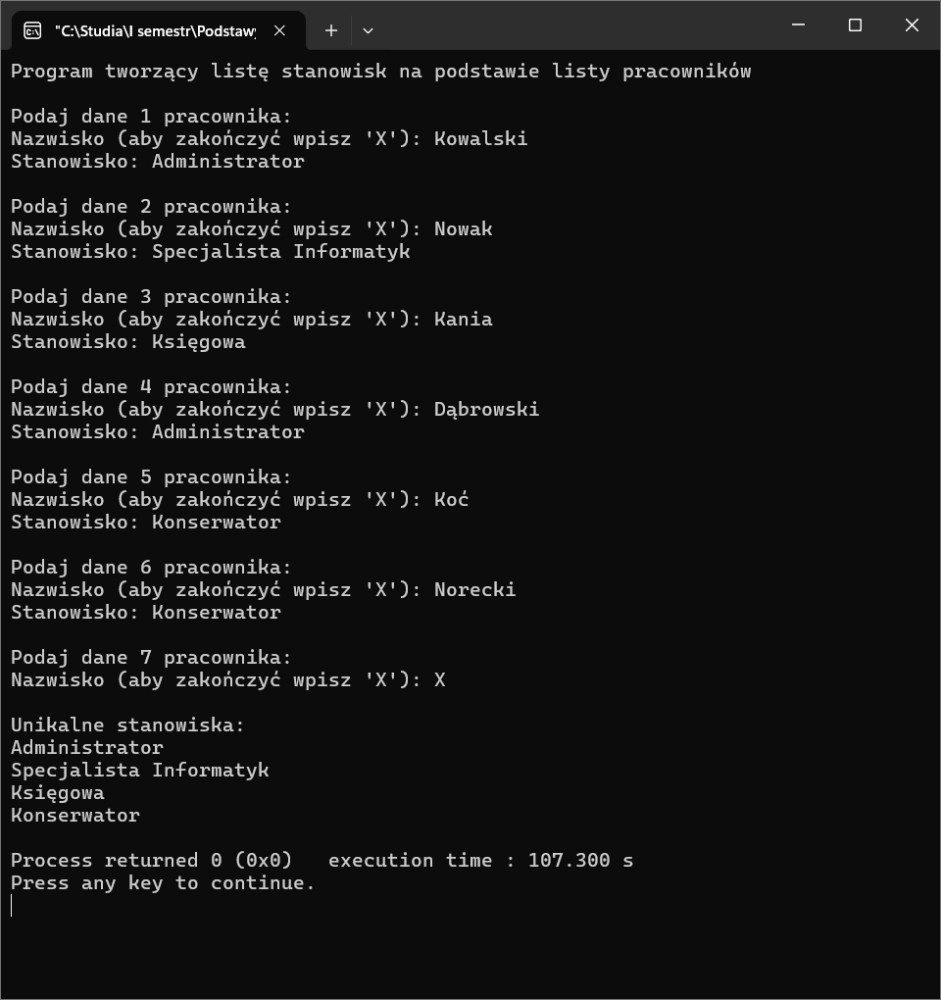 "C:\Studia\I semestr\Podstawy
Program tworzący listę stanowisk na podstawie listy pracowników
Podaj dane 1 pracownika:
Nazwisko (aby zakończyć wpisz 'X'): Kowalski
Stanowisko: Administrator
Podaj dane 2 pracownika:
Nazwisko (aby zakończyć wpisz 'X'): Nowak
Stanowisko: Specjalista Informatyk
Podaj dane 3 pracownika:
Nazwisko (aby zakończyć wpisz 'X'): Kania
Stanowisko: Księgowa
Podaj dane 4 pracownika:
Nazwisko (aby zakończyć wpisz 'X'): Dąbrowski
Stanowisko: Administrator
Podaj dane 5 pracownika:
Nazwisko (aby zakończyć wpisz 'X'): Koć
Stanowisko: Konserwator
Podaj dane 6 pracownika:
Nazwisko (aby zakończyć wpisz 'X'): Norecki
Stanowisko: Konserwator
Podaj dane 7 pracownika:
Nazwisko (aby zakończyć wpisz 'X'): X
Unikalne stanowiska:
Administrator
Specjalista Informatyk
Księgowa
Konserwator
Process returned 0 (0x0)   execution time : 107.300 s
Press any key to continue.